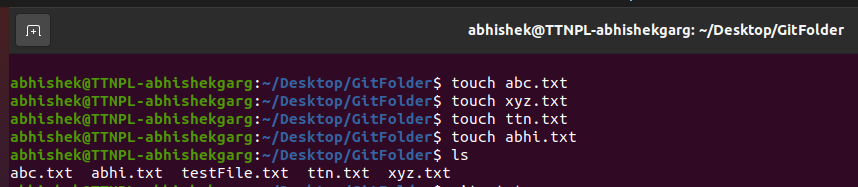 abhishek@TTNPL-abhishekgarg: ~/Desktop/GitFolder
abhishek@TTNPL-abhishekgarg:~/Desktop/GitFolder$ touch abc.txt
abhishek@TTNPL-abhishekgarg:~/Desktop/GitFolder$ touch xyz.txt
abhishek@TTNPL-abhishekgarg:~/Desktop/GitFolder$ touch ttn.txt
abhishek@TTNPL-abhishekgarg:~/Desktop/GitFolder$ touch abhi.txt
abhishek@TTNPL-abhishekgarg:~/Desktop/GitFolder$ ls
abc.txt  abhi.txt  testFile.txt  ttn.txt  xyz.txt